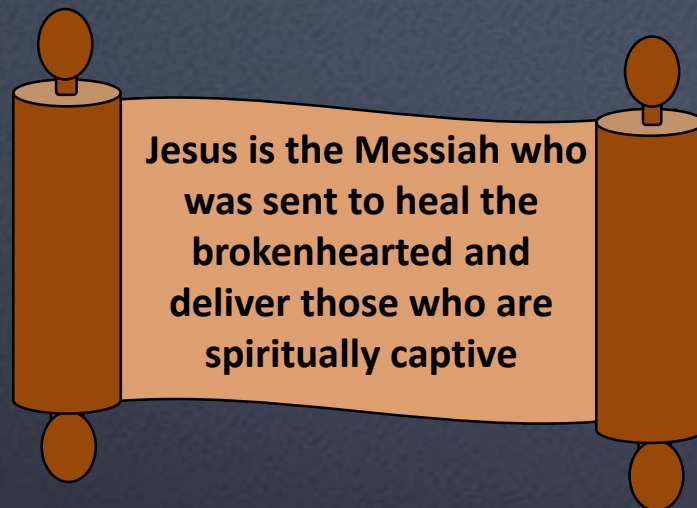 Jesus is the Messiah who
was sent to heal the
brokenhearted and
deliver those who are
spiritually captive